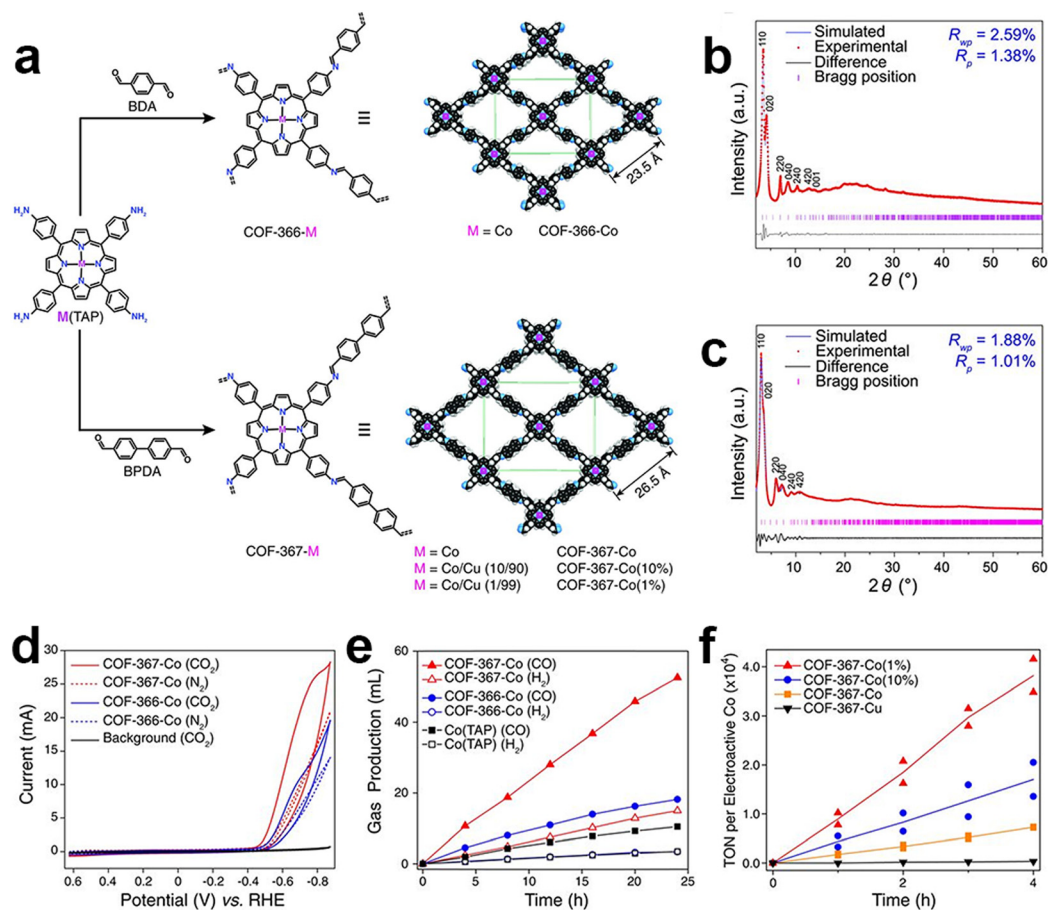 a
BDA
M(TAP)
NH₂
H₂N
NH₂
H₂N
N
N
N
N
M
BPDA
COF-366-M
M = Co COF-366-Co
23.5 Å
COF-367-M
26.5 Å
M = Co COF-367-Co
M = Co/Cu (10/90) COF-367-Co(10%)
M = Co/Cu (1/99) COF-367-Co(1%)
b
Simulated
Experimental
Difference
Bragg position
Rwp = 2.59%
Rp = 1.38%
110
020
220
040
240
420
001
Intensity (a.u.)
10 20 30 40 50 60
2θ (°)
c
Simulated
Experimental
Difference
Bragg position
Rwp = 1.88%
Rp = 1.01%
110
020
220
040
240
420
Intensity (a.u.)
10 20 30 40 50 60
2θ (°)
d
COF-367-Co (CO₂)
COF-367-Co (N₂)
COF-366-Co (CO₂)
COF-366-Co (N₂)
Background (CO₂)
30
25
20
15
10
5
0
Current (mA)
0.6 0.4 0.2 0 -0.2 -0.4 -0.6 -0.8
Potential (V) vs. RHE
e
COF-367-Co (CO)
COF-367-Co (H₂)
COF-366-Co (CO)
COF-366-Co (H₂)
Co(TAP) (CO)
Co(TAP) (H₂)
60
40
20
0
Gas Production (mL)
0 5 10 15 20 25
Time (h)
f
COF-367-Co(1%)
COF-367-Co(10%)
COF-367-Co
COF-367-Cu
4.0
3.0
2.0
1.0
0.0
TON per Electroactive Co (x10⁴)
0 1 2 3 4
Time (h)